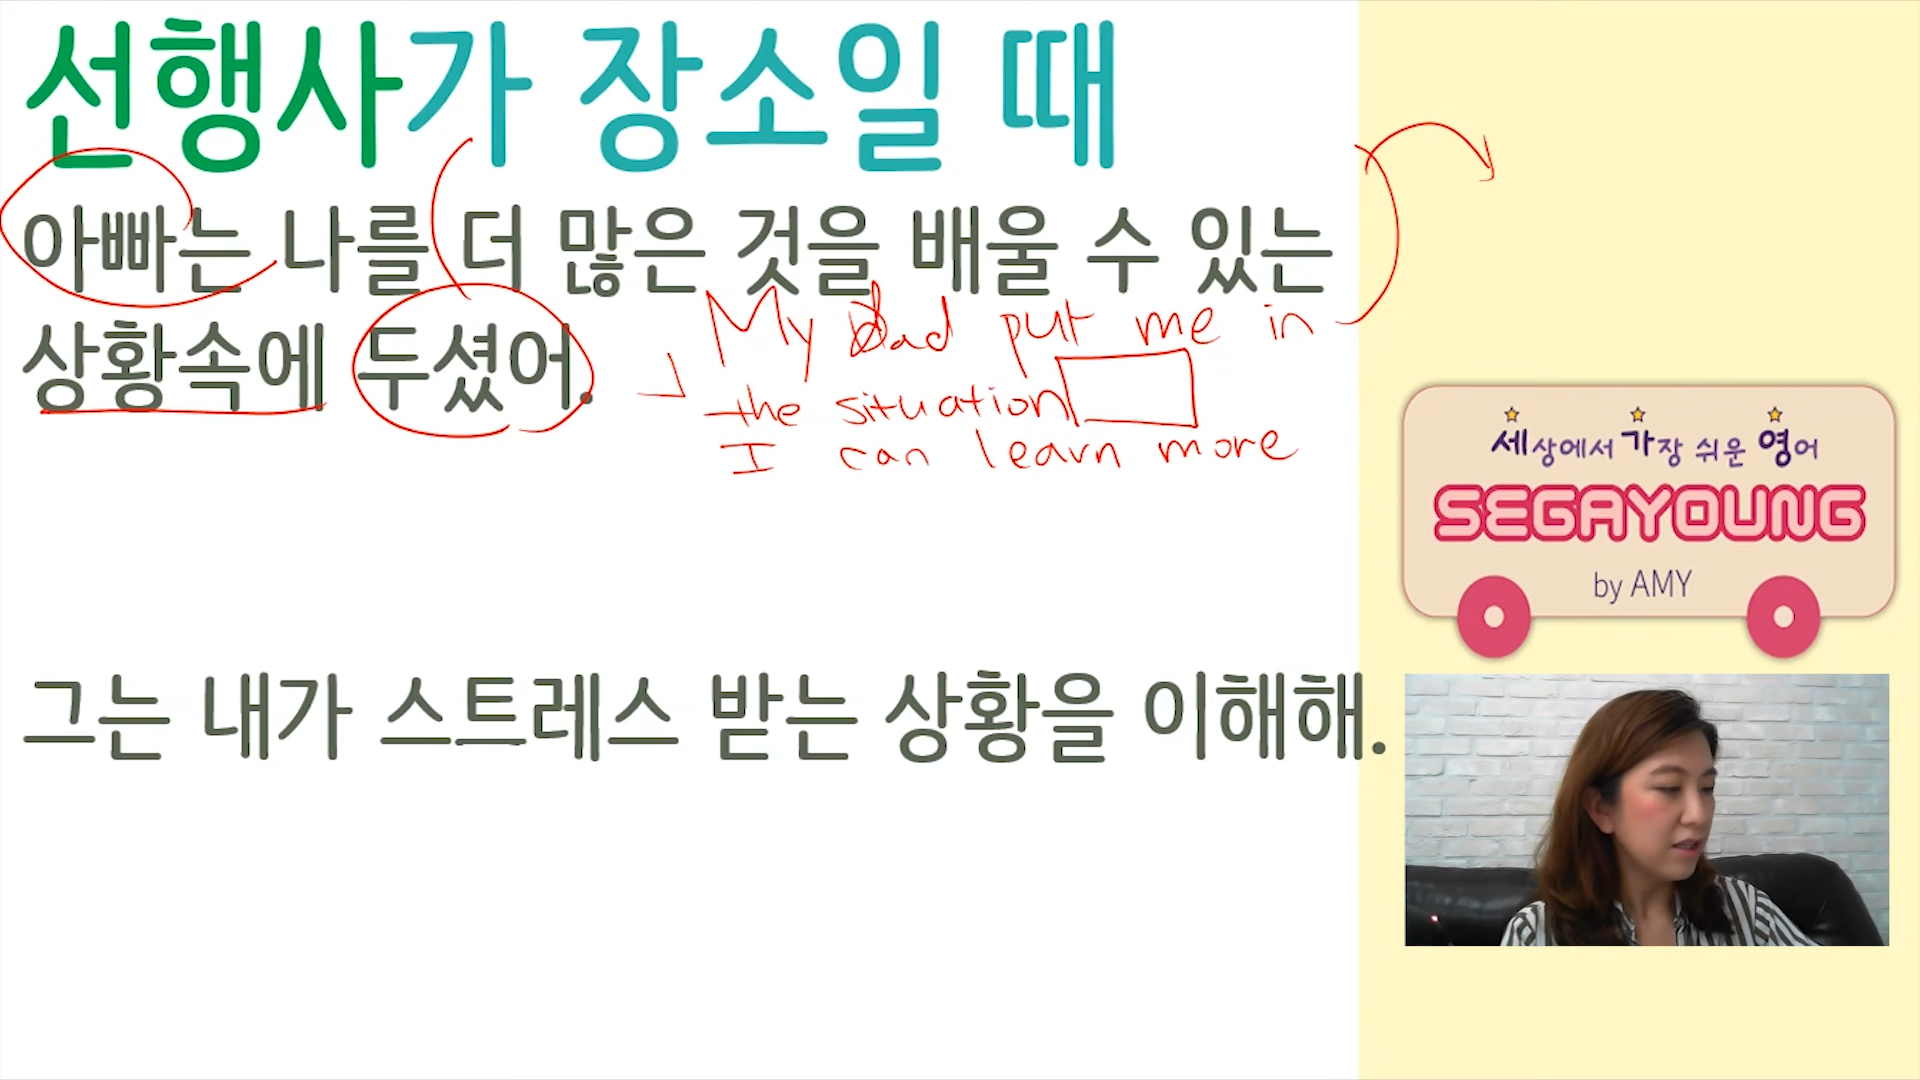 선행사가 장소일 때
아빠는 나를 더 많은 것을 배울 수 있는
상황속에 두셨어.
My Dad put me in
the situation
I can learn more
그는 내가 스트레스 받는 상황을 이해해.
세상에서 가장 쉬운 영어
SEGAYOUNG
by AMY